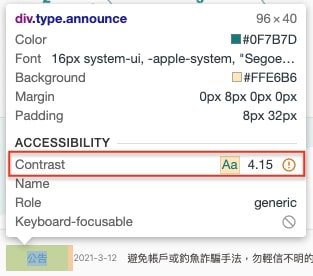 div.type.announce 96 × 40
Color #0F7B7D
Font 16px system-ui, -apple-system, "Segoe...
Background #FFE6B6
Margin 0px 8px 0px 0px
Padding 8px 32px
ACCESSIBILITY
Contrast Aa 4.15
Name
Role generic
Keyboard-focusable
公告 2021-3-12 避免帳戶或釣魚詐騙手法，勿輕信不明的